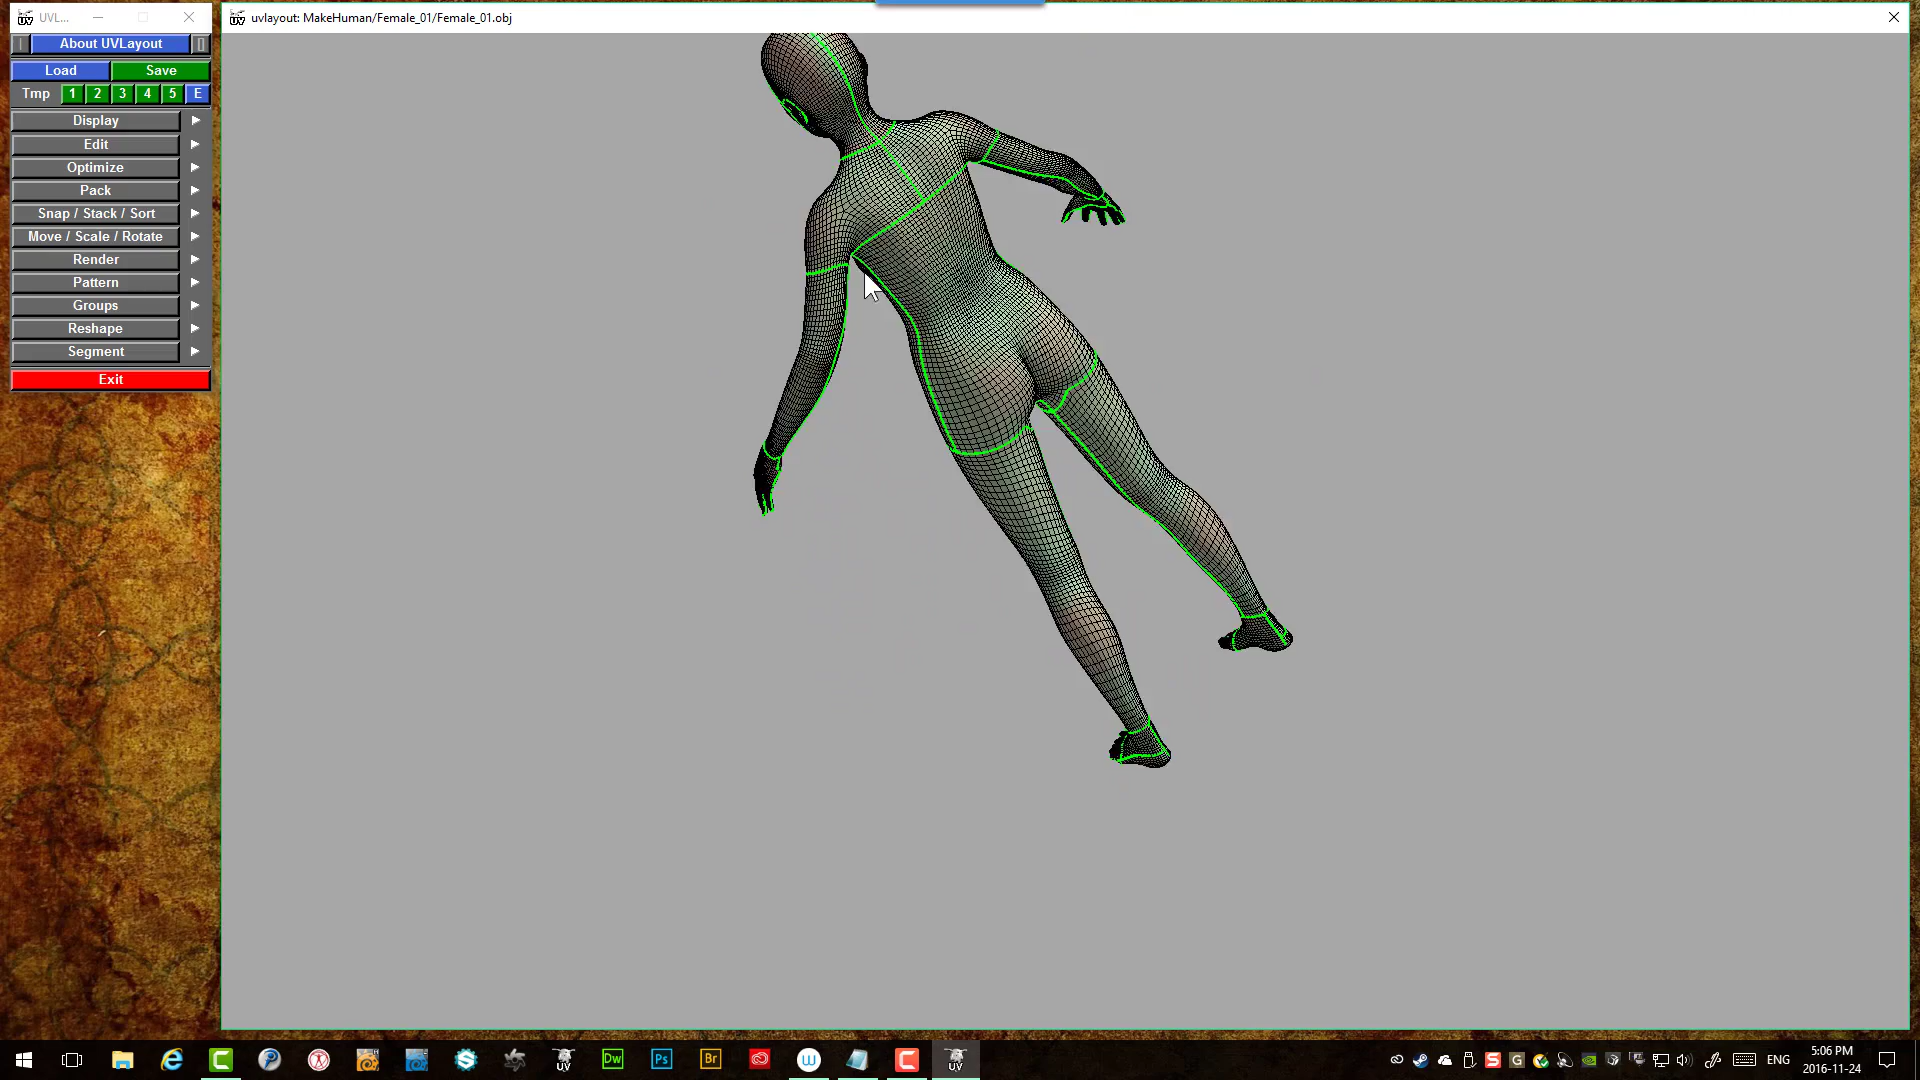 UVL...
uvlayout: MakeHuman/Female_01/Female_01.obj
About UVLayout
Load
Save
Tmp 1 2 3 4 5 E
Display
Edit
Optimize
Pack
Snap / Stack / Sort
Move / Scale / Rotate
Render
Pattern
Groups
Reshape
Segment
Exit
UV
Dw
Ps
Br
UV
ENG
5:06 PM
2016-11-24